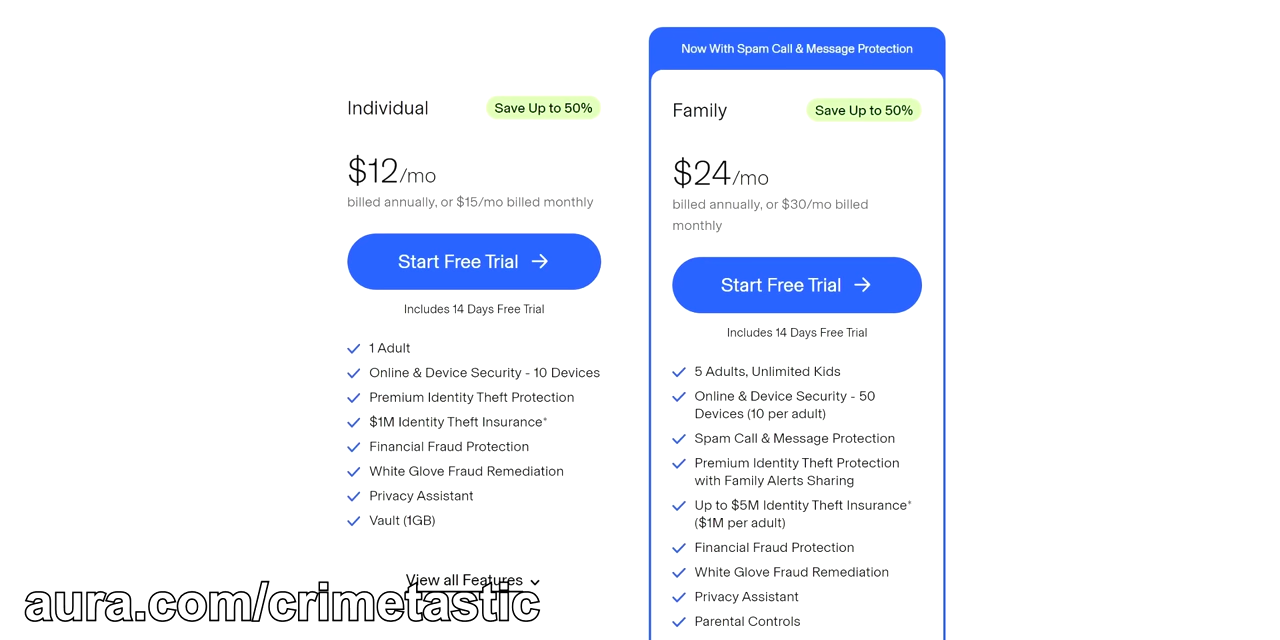 Now With Spam Call & Message Protection
Individual
Save Up to 50%
$12/mo
billed annually, or $15/mo billed monthly
Start Free Trial
Includes 14 Days Free Trial
1 Adult
Online & Device Security - 10 Devices
Premium Identity Theft Protection
$1M Identity Theft Insurance*
Financial Fraud Protection
White Glove Fraud Remediation
Privacy Assistant
Vault (1GB)
View all Features
Family
Save Up to 50%
$24/mo
billed annually, or $30/mo billed
monthly
Start Free Trial
Includes 14 Days Free Trial
5 Adults, Unlimited Kids
Online & Device Security - 50
Devices (10 per adult)
Spam Call & Message Protection
Premium Identity Theft Protection
with Family Alerts Sharing
Up to $5M Identity Theft Insurance*
($1M per adult)
Financial Fraud Protection
White Glove Fraud Remediation
Privacy Assistant
Parental Controls
aura.com/crimetastic